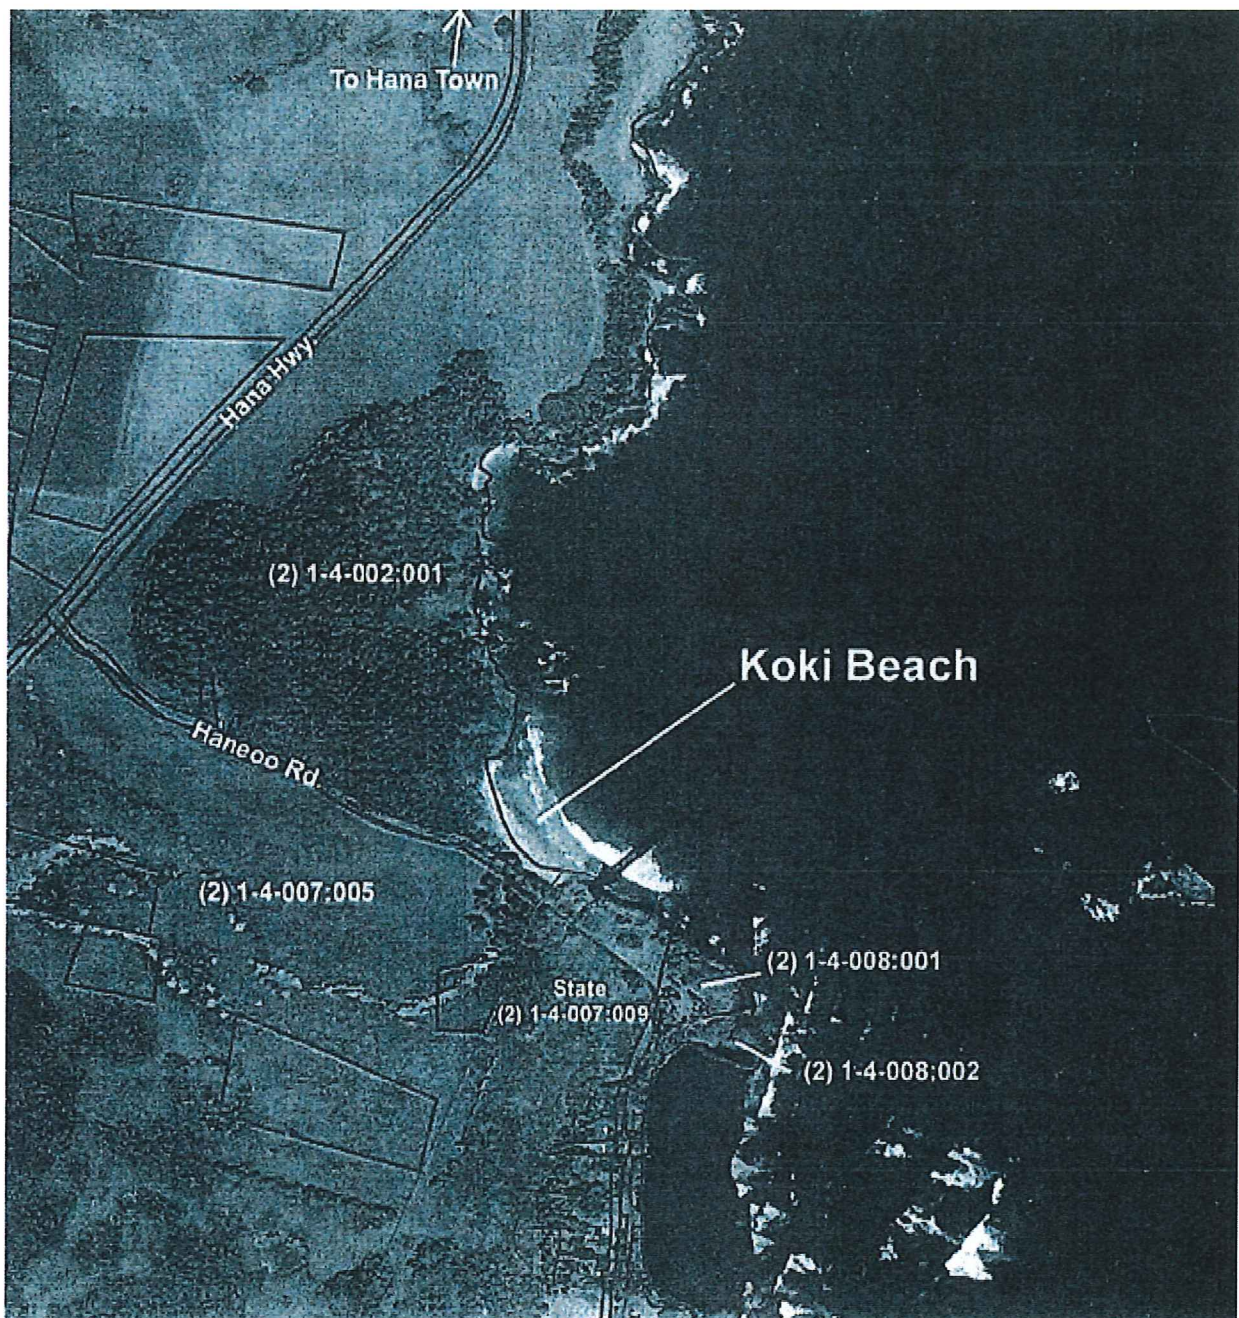 To Hana Town
Hana Hwy.
(2) 1-4-002:001
Koki Beach
Haneoo Rd.
(2) 1-4-007:005
(2) 1-4-008:001
State
(2) 1-4-007:009
(2) 1-4-008:002